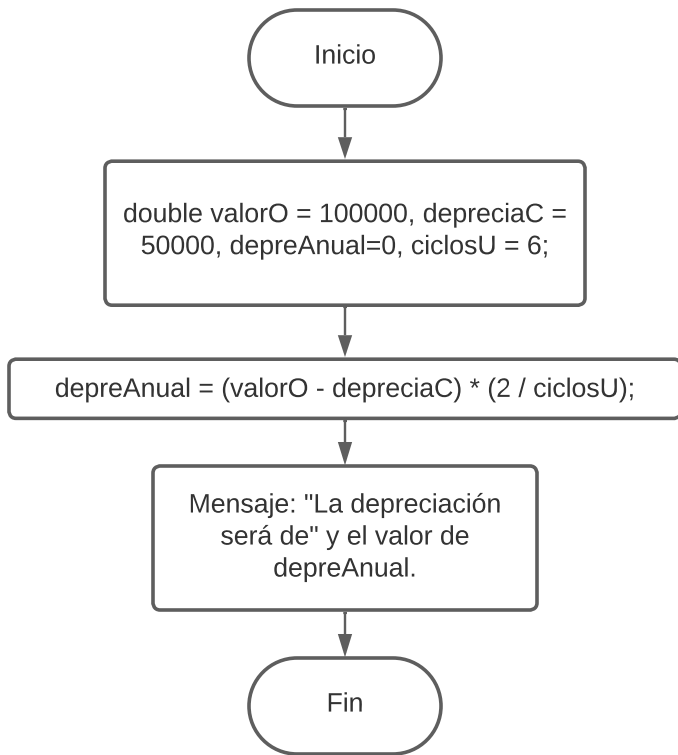 Inicio
double valorO = 100000, depreciaC =
50000, depreAnual=0, ciclosU = 6;
depreAnual = (valorO - depreciaC) * (2 / ciclosU);
Mensaje: "La depreciación
será de" y el valor de
depreAnual.
Fin